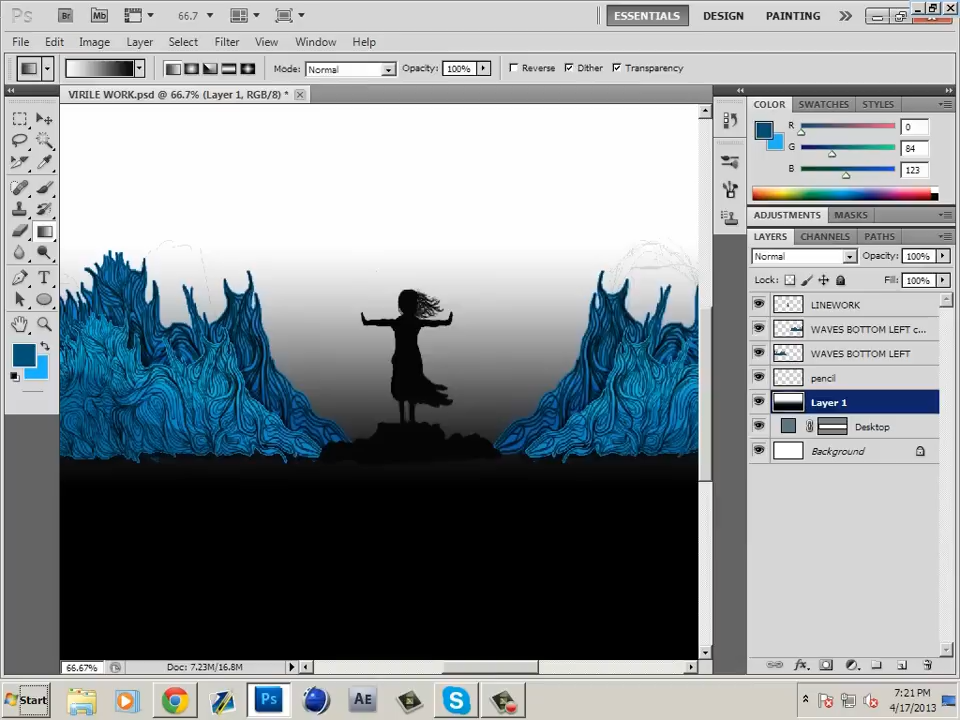 Ps Br Mb 66.7 ESSENTIALS DESIGN PAINTING
File Edit Image Layer Select Filter View Window Help
Mode: Normal Opacity: 100% Reverse Dither Transparency
VIRILE WORK.psd @ 66.7% (Layer 1, RGB/8) *
COLOR SWATCHES STYLES
R 0
G 84
B 123
ADJUSTMENTS MASKS
LAYERS CHANNELS PATHS
Normal Opacity: 100%
Lock: Fill: 100%
LINEWORK
WAVES BOTTOM LEFT c...
WAVES BOTTOM LEFT
pencil
Layer 1
Desktop
Background
T
66.67% Doc: 7.23M/16.8M
Start Ps AE S 7:21 PM
4/17/2013